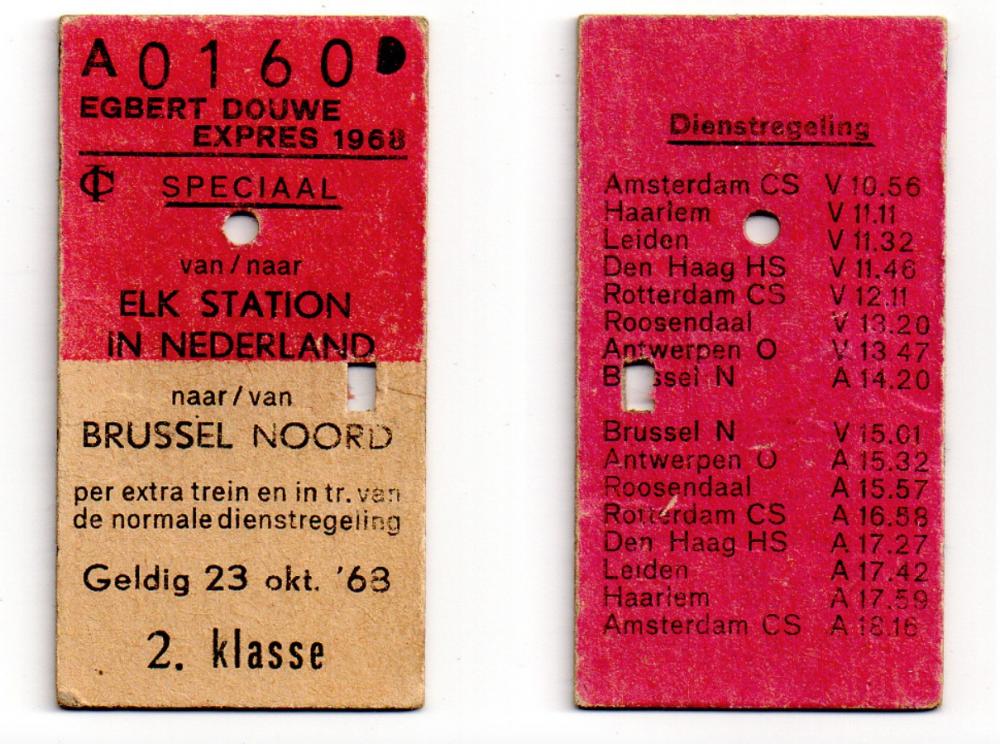 A 0160
EGBERT DOUWE
EXPRES 1968
SPECIAAL
van / naar
ELK STATION
IN NEDERLAND
naar / van
BRUSSEL NOORD
per extra trein en in tr. van
de normale dienstregeling
Geldig 23 okt. '68
2. klasse
Dienstregeling
Amsterdam CS V 10.56
Haarlem V 11.11
Leiden V 11.32
Den Haag HS V 11.46
Rotterdam CS V 12.11
Roosendaal V 13.20
Antwerpen O V 13 47
B ssel N A 14.20
Brussel N V 15.01
Antwerpen O A 15.32
Roosendaal A 15.57
Rotterdam CS A 16.58
Den Haag HS A 17.27
Leiden A 17.42
Haarlem A 17.59
Amsterdam CS A 18.16